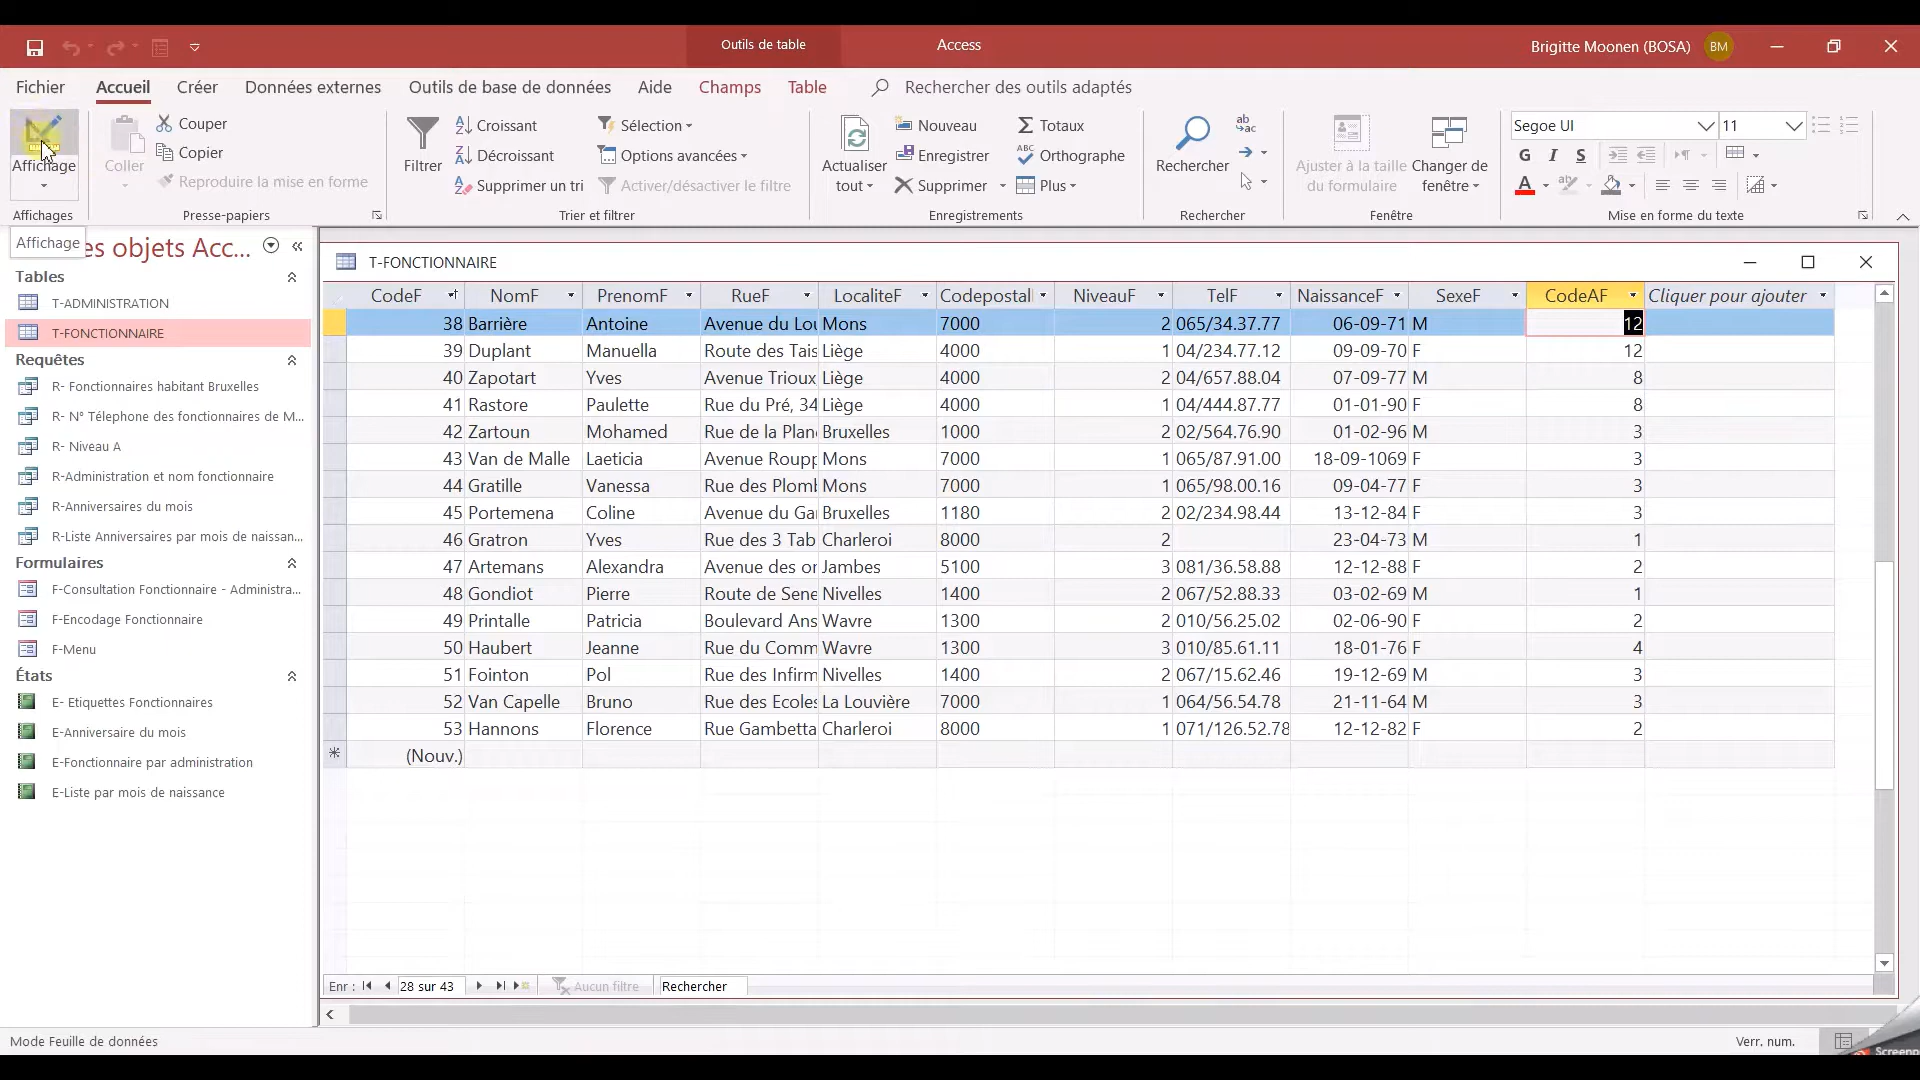 Outils de table
Access
Brigitte Moonen (BOSA)
BM
Fichier
Accueil
Créer
Données externes
Outils de base de données
Aide
Champs
Table
Rechercher des outils adaptés
Affichage
Affichages
Coller
Couper
Copier
Reproduire la mise en forme
Presse-papiers
Filtrer
Croissant
Décroissant
Supprimer un tri
Sélection
Options avancées
Activer/désactiver le filtre
Trier et filtrer
Actualiser
tout
Nouveau
Enregistrer
Supprimer
Totaux
Orthographe
Plus
Enregistrements
Rechercher
Rechercher
Ajuster à la taille
du formulaire
Changer de
fenêtre
Fenêtre
Segoe UI
11
G I S
Mise en forme du texte
Affichage
es objets Acc...
Tables
T-ADMINISTRATION
T-FONCTIONNAIRE
Requêtes
R- Fonctionnaires habitant Bruxelles
R- N° Télephone des fonctionnaires de M...
R- Niveau A
R-Administration et nom fonctionnaire
R-Anniversaires du mois
R-Liste Anniversaires par mois de naissan...
Formulaires
F-Consultation Fonctionnaire - Administra...
F-Encodage Fonctionnaire
F-Menu
États
E- Etiquettes Fonctionnaires
E-Anniversaire du mois
E-Fonctionnaire par administration
E-Liste par mois de naissance
T-FONCTIONNAIRE
CodeF NomF PrenomF RueF LocaliteF Codepostal NiveauF TelF NaissanceF SexeF CodeAF Cliquer pour ajouter
38 Barrière Antoine Avenue du Lou Mons 7000 2 065/34.37.77 06-09-71 M 12
39 Duplant Manuella Route des Tais Liège 4000 1 04/234.77.12 09-09-70 F 12
40 Zapotart Yves Avenue Trioux Liège 4000 2 04/657.88.04 07-09-77 M 8
41 Rastore Paulette Rue du Pré, 34 Liège 4000 1 04/444.87.77 01-01-90 F 8
42 Zartoun Mohamed Rue de la Plan Bruxelles 1000 2 02/564.76.90 01-02-96 M 3
43 Van de Malle Laeticia Avenue Roupp Mons 7000 1 065/87.91.00 18-09-1069 F 3
44 Gratille Vanessa Rue des Plomb Mons 7000 1 065/98.00.16 09-04-77 F 3
45 Portemena Coline Avenue du Ga Bruxelles 1180 2 02/234.98.44 13-12-84 F 3
46 Gratron Yves Rue des 3 Tab Charleroi 8000 2 23-04-73 M 1
47 Artemans Alexandra Avenue des or Jambes 5100 3 081/36.58.88 12-12-88 F 2
48 Gondiot Pierre Route de Sene Nivelles 1400 2 067/52.88.33 03-02-69 M 1
49 Printalle Patricia Boulevard Ans Wavre 1300 2 010/56.25.02 02-06-90 F 2
50 Haubert Jeanne Rue du Comm Wavre 1300 3 010/85.61.11 18-01-76 F 4
51 Fointon Pol Rue des Infirm Nivelles 1400 2 067/15.62.46 19-12-69 M 3
52 Van Capelle Bruno Rue des Ecoles La Louvière 7000 1 064/56.54.78 21-11-64 M 3
53 Hannons Florence Rue Gambetta Charleroi 8000 1 071/126.52.78 12-12-82 F 2
(Nouv.)
Enr : 28 sur 43 Aucun filtre Rechercher
Mode Feuille de données
Verr. num.